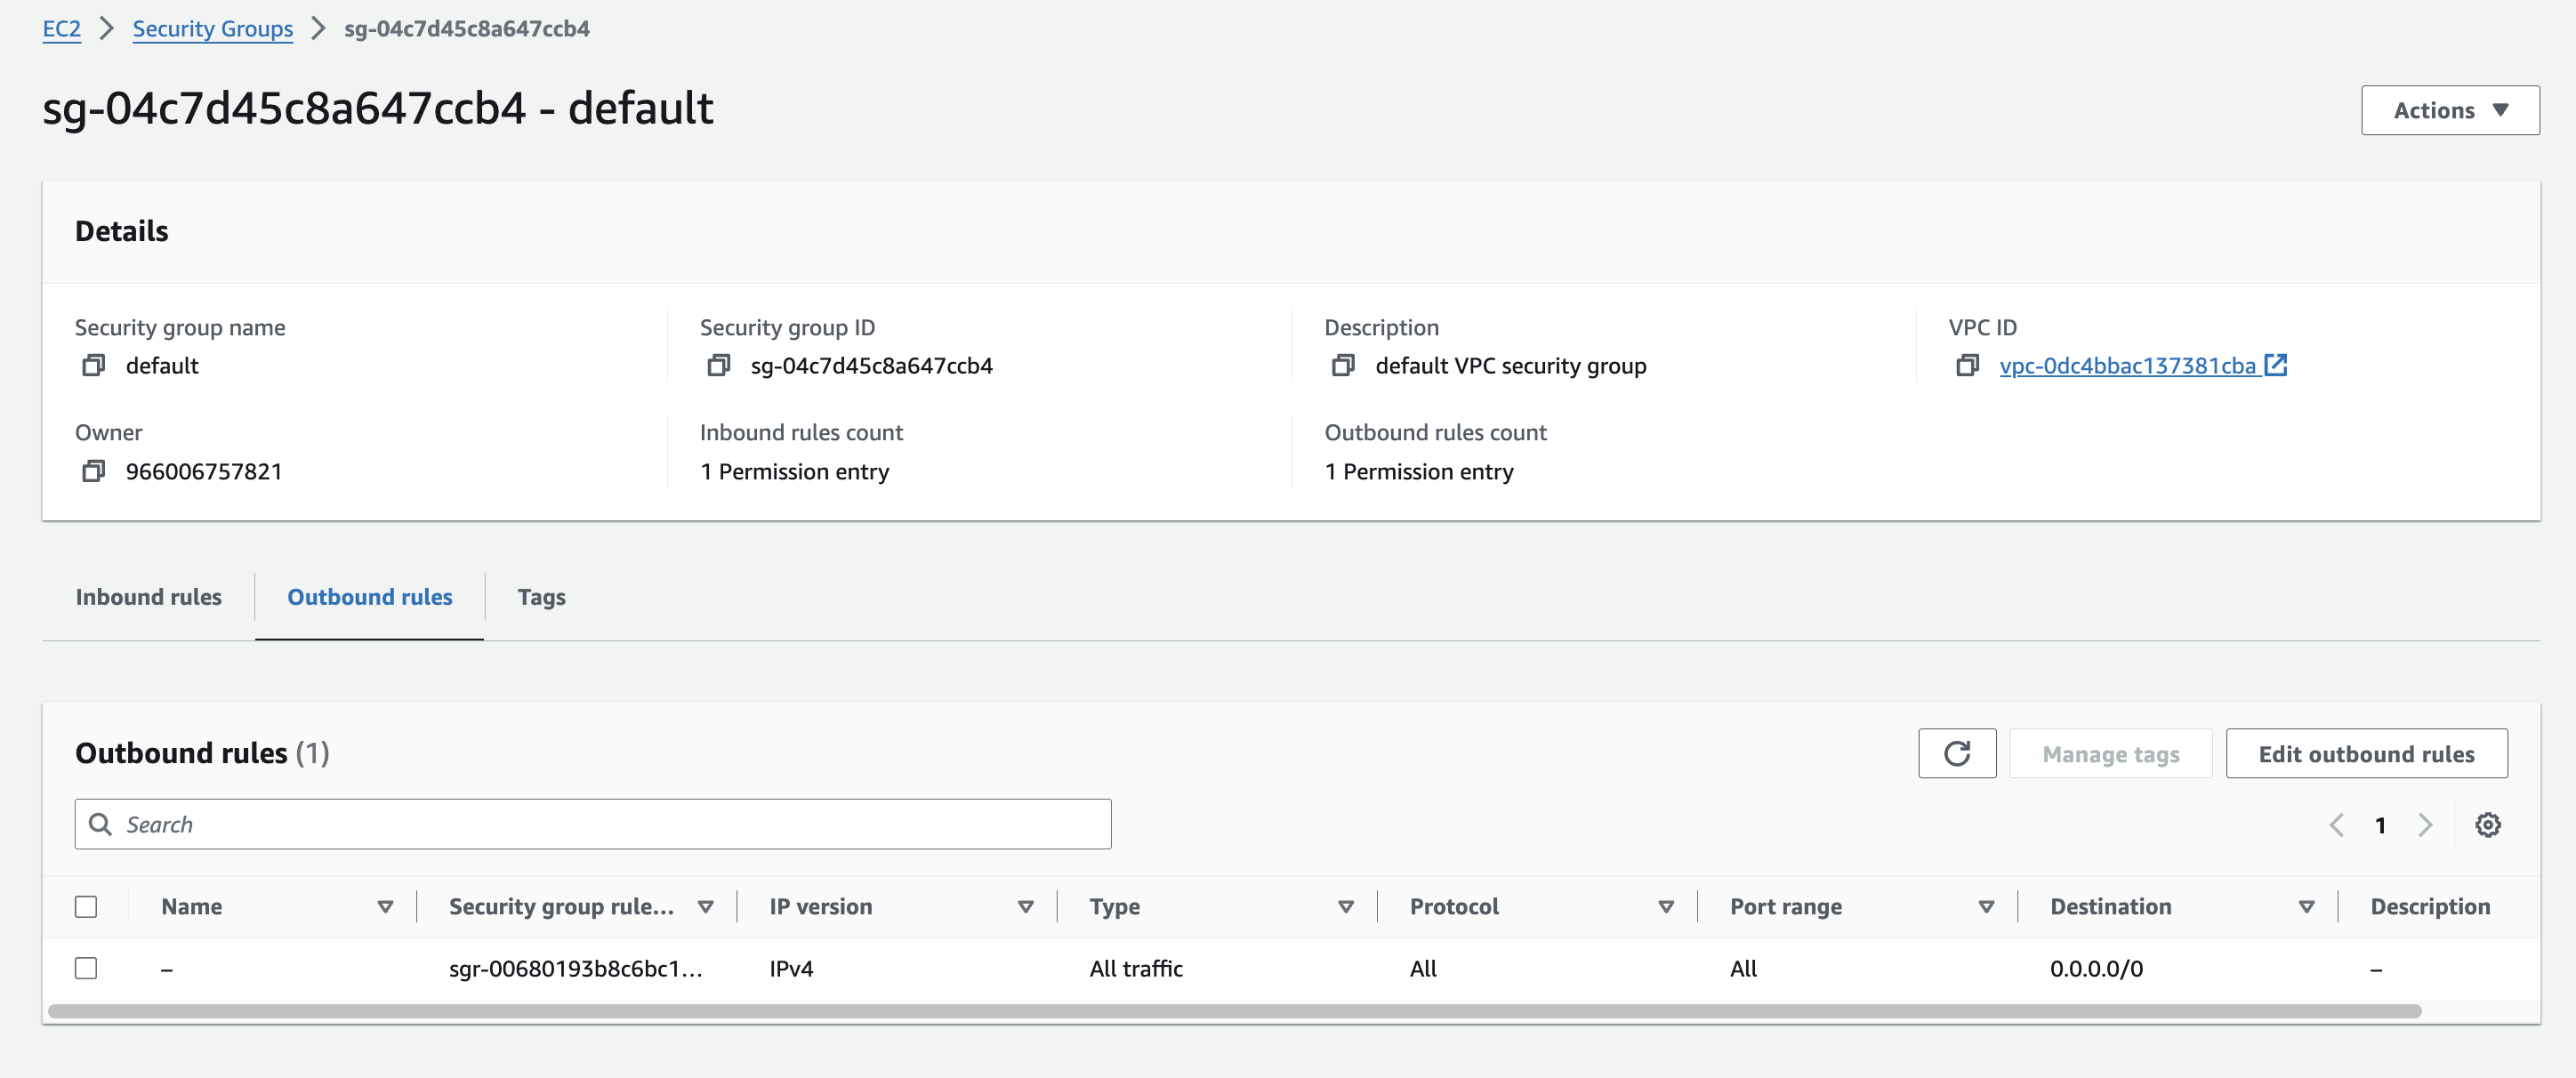 EC2 > Security Groups > sg-04c7d45c8a647ccb4
sg-04c7d45c8a647ccb4 - default
Actions
Details
Security group name
default
Security group ID
sg-04c7d45c8a647ccb4
Description
default VPC security group
VPC ID
vpc-0dc4bbac137381cba
Owner
966006757821
Inbound rules count
1 Permission entry
Outbound rules count
1 Permission entry
Inbound rules
Outbound rules
Tags
Outbound rules (1)
Manage tags
Edit outbound rules
Search
1
Name Security group rule... IP version Type Protocol Port range Destination Description
– sgr-00680193b8c6bc1... IPv4 All traffic All All 0.0.0.0/0 –